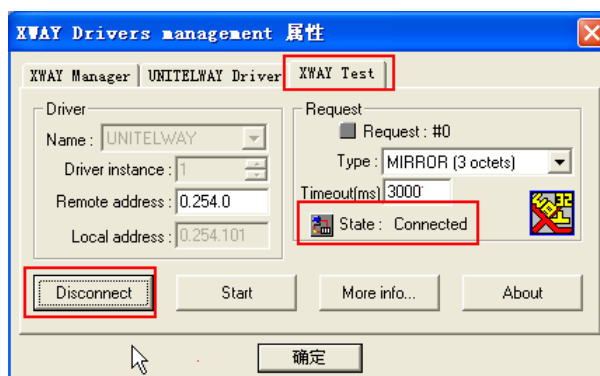 XWAY Drivers management 属性
XWAY Manager UNITELWAY Driver XWAY Test
Driver
Name : UNITELWAY
Driver instance : 1
Remote address : 0.254.0
Local address : 0.254.101
Request
Request : #0
Type : MIRROR (3 octets)
Timeout(ms) 3000
State : Connected
Disconnect Start More info... About
确定